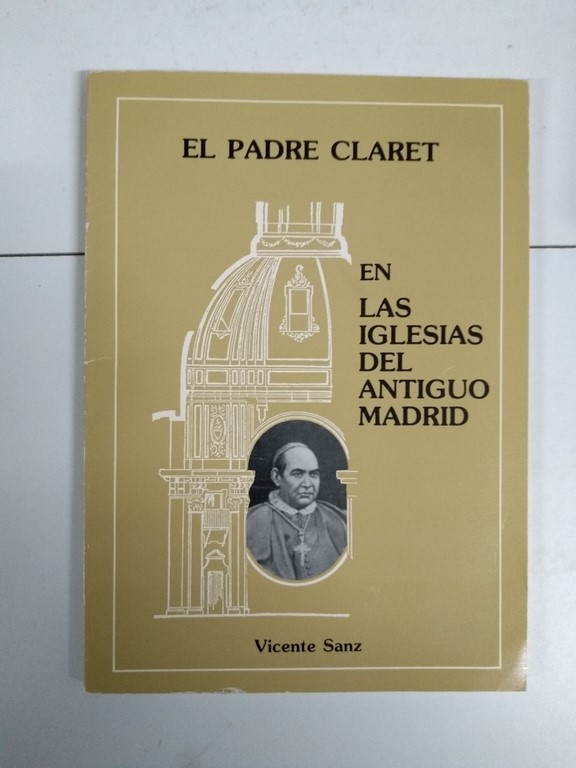 EL PADRE CLARET
EN
LAS
IGLESIAS
DEL
ANTIGUO
MADRID
Vicente Sanz